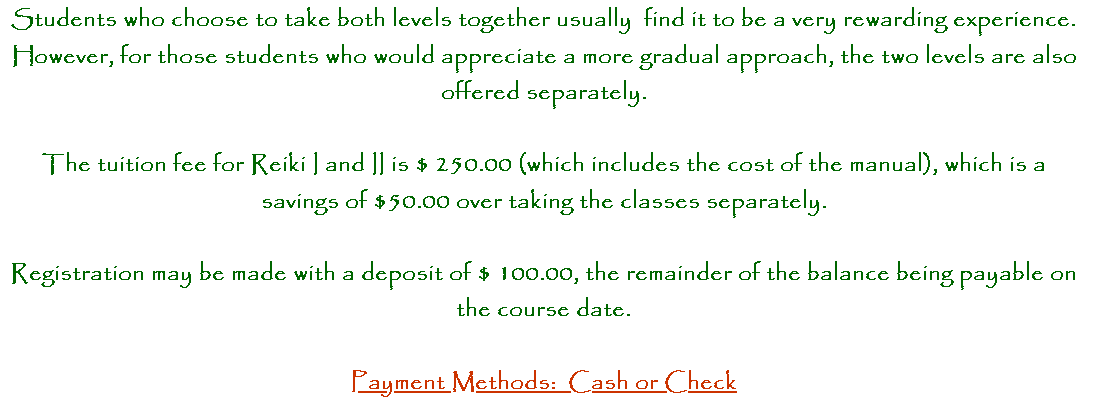 Students who choose to take both levels together usually find it to be a very rewarding experience.
However, for those students who would appreciate a more gradual approach, the two levels are also
offered separately.
The tuition fee for Reiki I and II is $ 250.00 (which includes the cost of the manual), which is a
savings of $50.00 over taking the classes separately.
Registration may be made with a deposit of $ 100.00, the remainder of the balance being payable on
the course date.
Payment Methods: Cash or Check